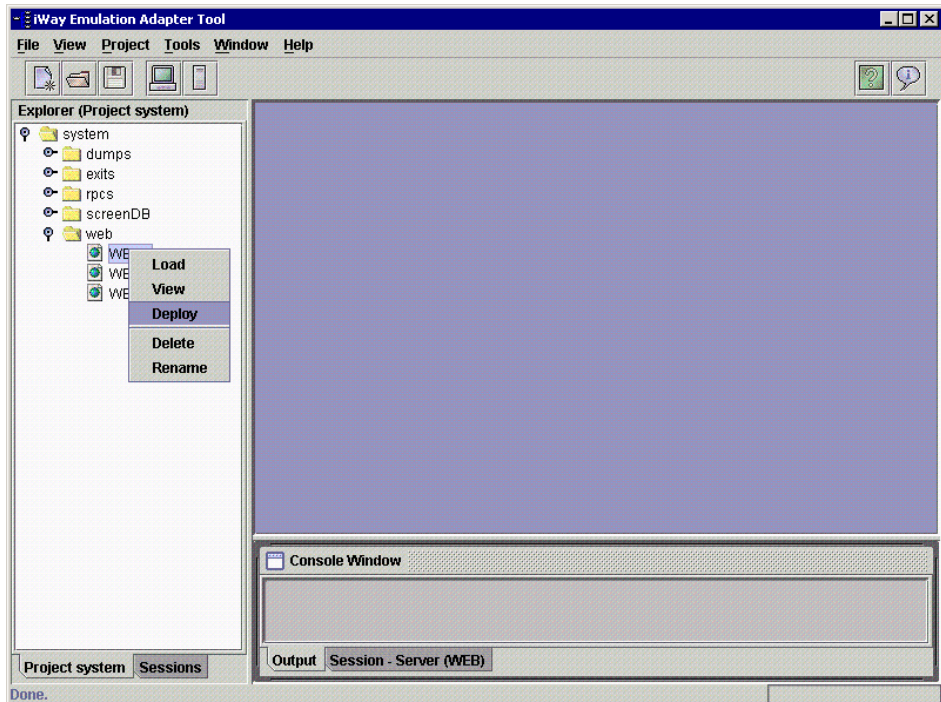 iWay Emulation Adapter Tool
File View Project Tools Window Help
Explorer (Project system)
system
dumps
exits
rpcs
screenDB
web
Load
View
Deploy
Delete
Rename
Console Window
Output Session - Server (WEB)
Project system Sessions
Done.